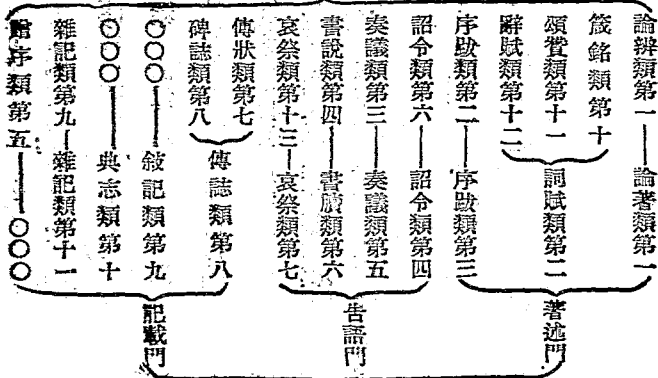 論辨類第一——論著類第一
箴銘類第十
頌贊類第十一
辭賦類第十二
詞賦類第二
序跋類第二——序跋類第三
著述門
詔令類第六——詔令類第四
奏議類第三——奏議類第五
書說類第四——書牘類第六
哀祭類第十三——哀祭類第七
告語門
傳狀類第七
碑誌類第八
傳誌類第八
〇〇〇——敍記類第九
〇〇〇——典志類第十
雜記類第九——雜記類第十一
贈序類第五——〇〇〇
記載門